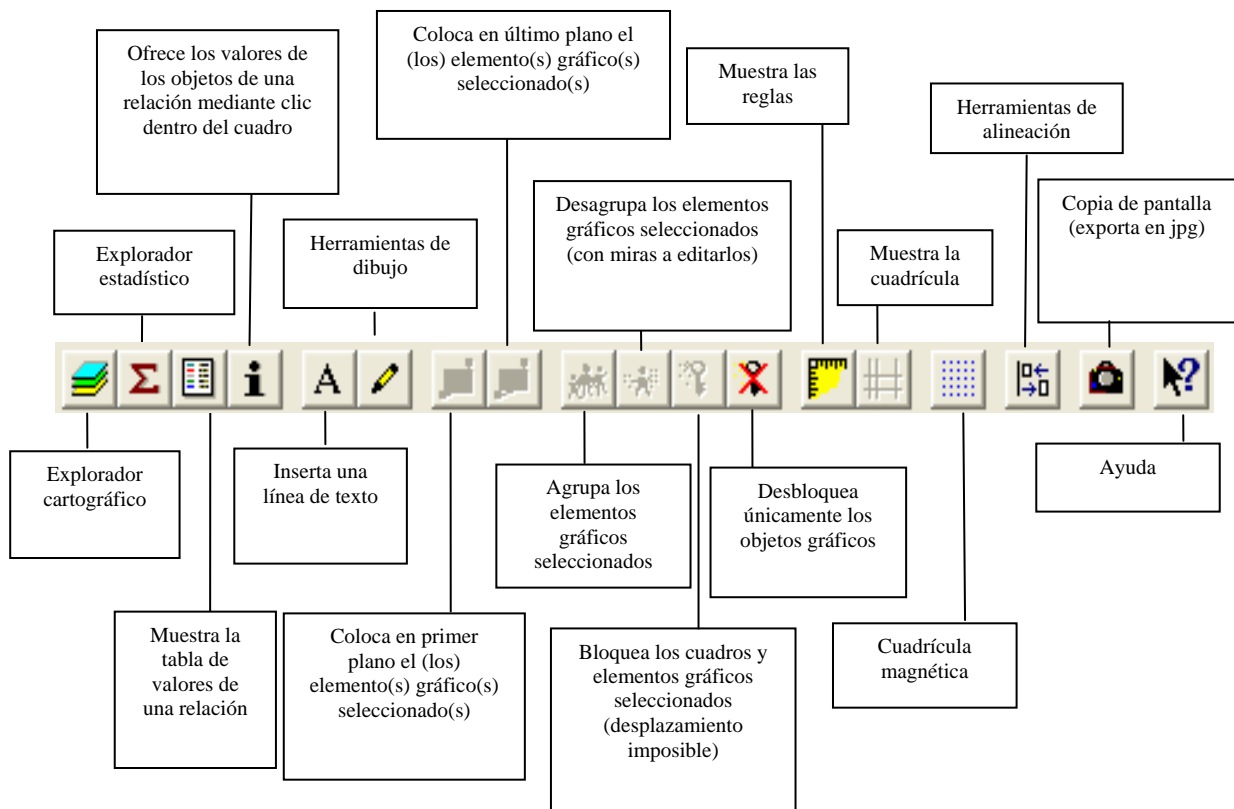 Ofrece los valores de
los objetos de una
relación mediante clic
dentro del cuadro
Coloca en último plano el
(los) elemento(s) gráfico(s)
seleccionado(s)
Muestra las
reglas
Herramientas de
alineación
Explorador
estadístico
Herramientas de
dibujo
Desagrupa los elementos
gráficos seleccionados
(con miras a editarlos)
Muestra la
cuadrícula
Copia de pantalla
(exporta en jpg)
Σ
i
A
?
Explorador
cartográfico
Inserta una
línea de texto
Agrupa los
elementos
gráficos
seleccionados
Desbloquea
únicamente los
objetos gráficos
Ayuda
Muestra la
tabla de
valores de
una relación
Coloca en primer
plano el (los)
elemento(s) gráfico(s)
seleccionado(s)
Bloquea los cuadros y
elementos gráficos
seleccionados
(desplazamiento
imposible)
Cuadrícula
magnética